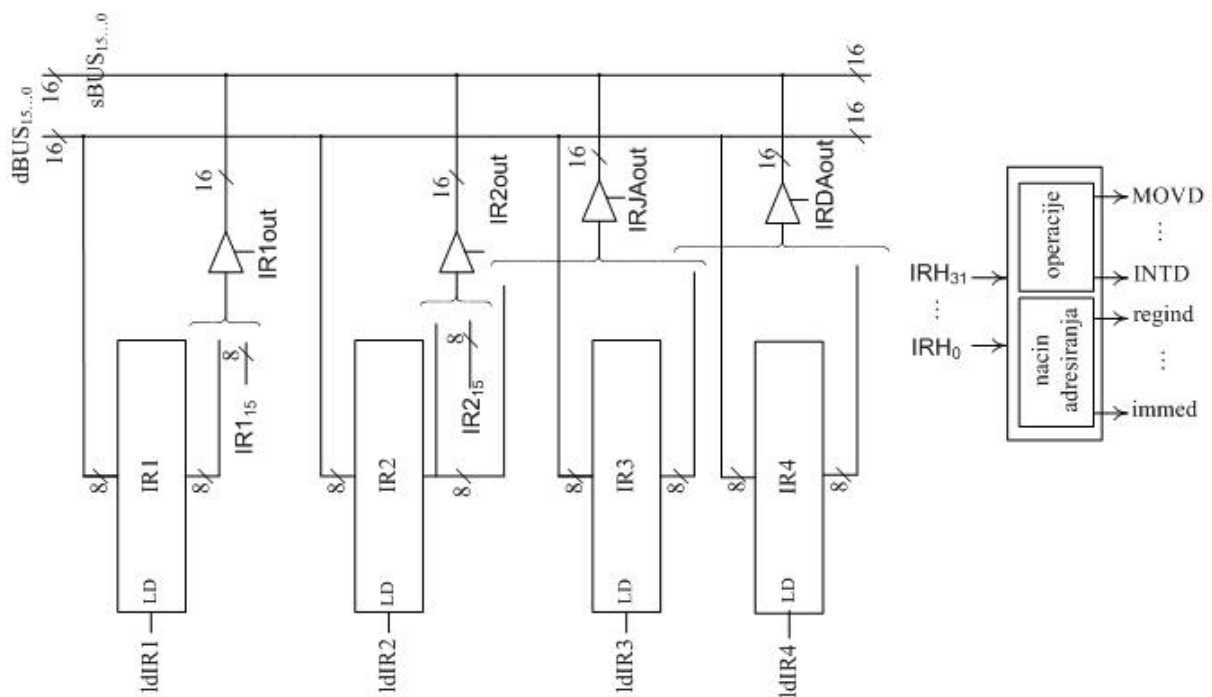 dBUS15...0
sBUS15...0
16
16
16
16
16
16
16
16
IR1out
IR2out
IRJAout
IRDAout
8
IR115
8
IR215
8
IR1
8
8
IR2
8
8
IR3
8
8
IR4
8
LD
LD
LD
LD
ldIR1
ldIR2
ldIR3
ldIR4
IRH31
...
IRH0
operacije
nacin
adresiranja
MOVD
...
INTD
regind
...
immed